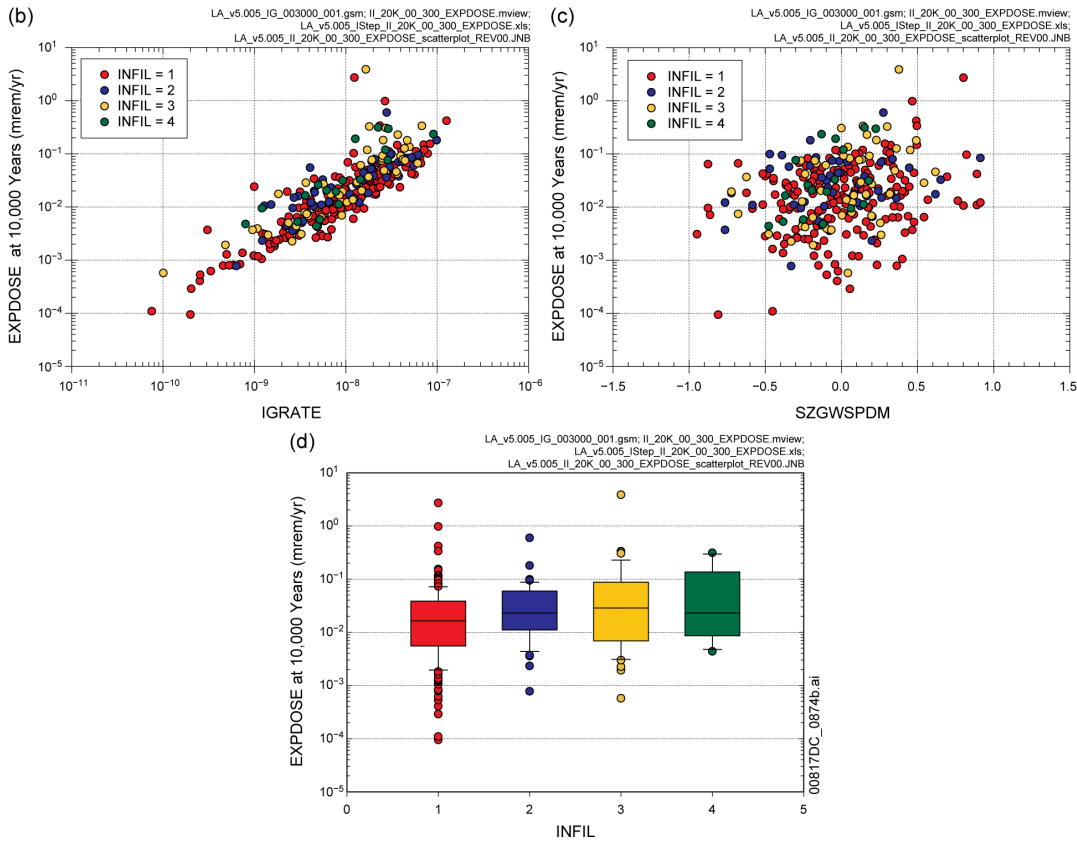 (b)
LA_v5.005_IG_003000_001.gsm; II_20K_00_300_EXPDOSE.mview;
LA_v5.005_IStep_II_20K_00_300_EXPDOSE.xls;
LA_v5.005_II_20K_00_300_EXPDOSE_scatterplot_REV00.JNB
EXPDOSE at 10,000 Years (mrem/yr)
10¹
10⁰
10⁻¹
10⁻²
10⁻³
10⁻⁴
10⁻⁵
INFIL = 1
INFIL = 2
INFIL = 3
INFIL = 4
10⁻¹¹ 10⁻¹⁰ 10⁻⁹ 10⁻⁸ 10⁻⁷ 10⁻⁶
IGRATE
(c)
LA_v5.005_IG_003000_001.gsm; II_20K_00_300_EXPDOSE.mview;
LA_v5.005_IStep_II_20K_00_300_EXPDOSE.xls;
LA_v5.005_II_20K_00_300_EXPDOSE_scatterplot_REV00.JNB
EXPDOSE at 10,000 Years (mrem/yr)
10¹
10⁰
10⁻¹
10⁻²
10⁻³
10⁻⁴
10⁻⁵
INFIL = 1
INFIL = 2
INFIL = 3
INFIL = 4
−1.5 −1.0 −0.5 0.0 0.5 1.0 1.5
SZGWSPDM
(d)
LA_v5.005_IG_003000_001.gsm; II_20K_00_300_EXPDOSE.mview;
LA_v5.005_IStep_II_20K_00_300_EXPDOSE.xls;
LA_v5.005_II_20K_00_300_EXPDOSE_scatterplot_REV00.JNB
EXPDOSE at 10,000 Years (mrem/yr)
10¹
10⁰
10⁻¹
10⁻²
10⁻³
10⁻⁴
10⁻⁵
0 1 2 3 4 5
INFIL
00817DC_0874b.ai